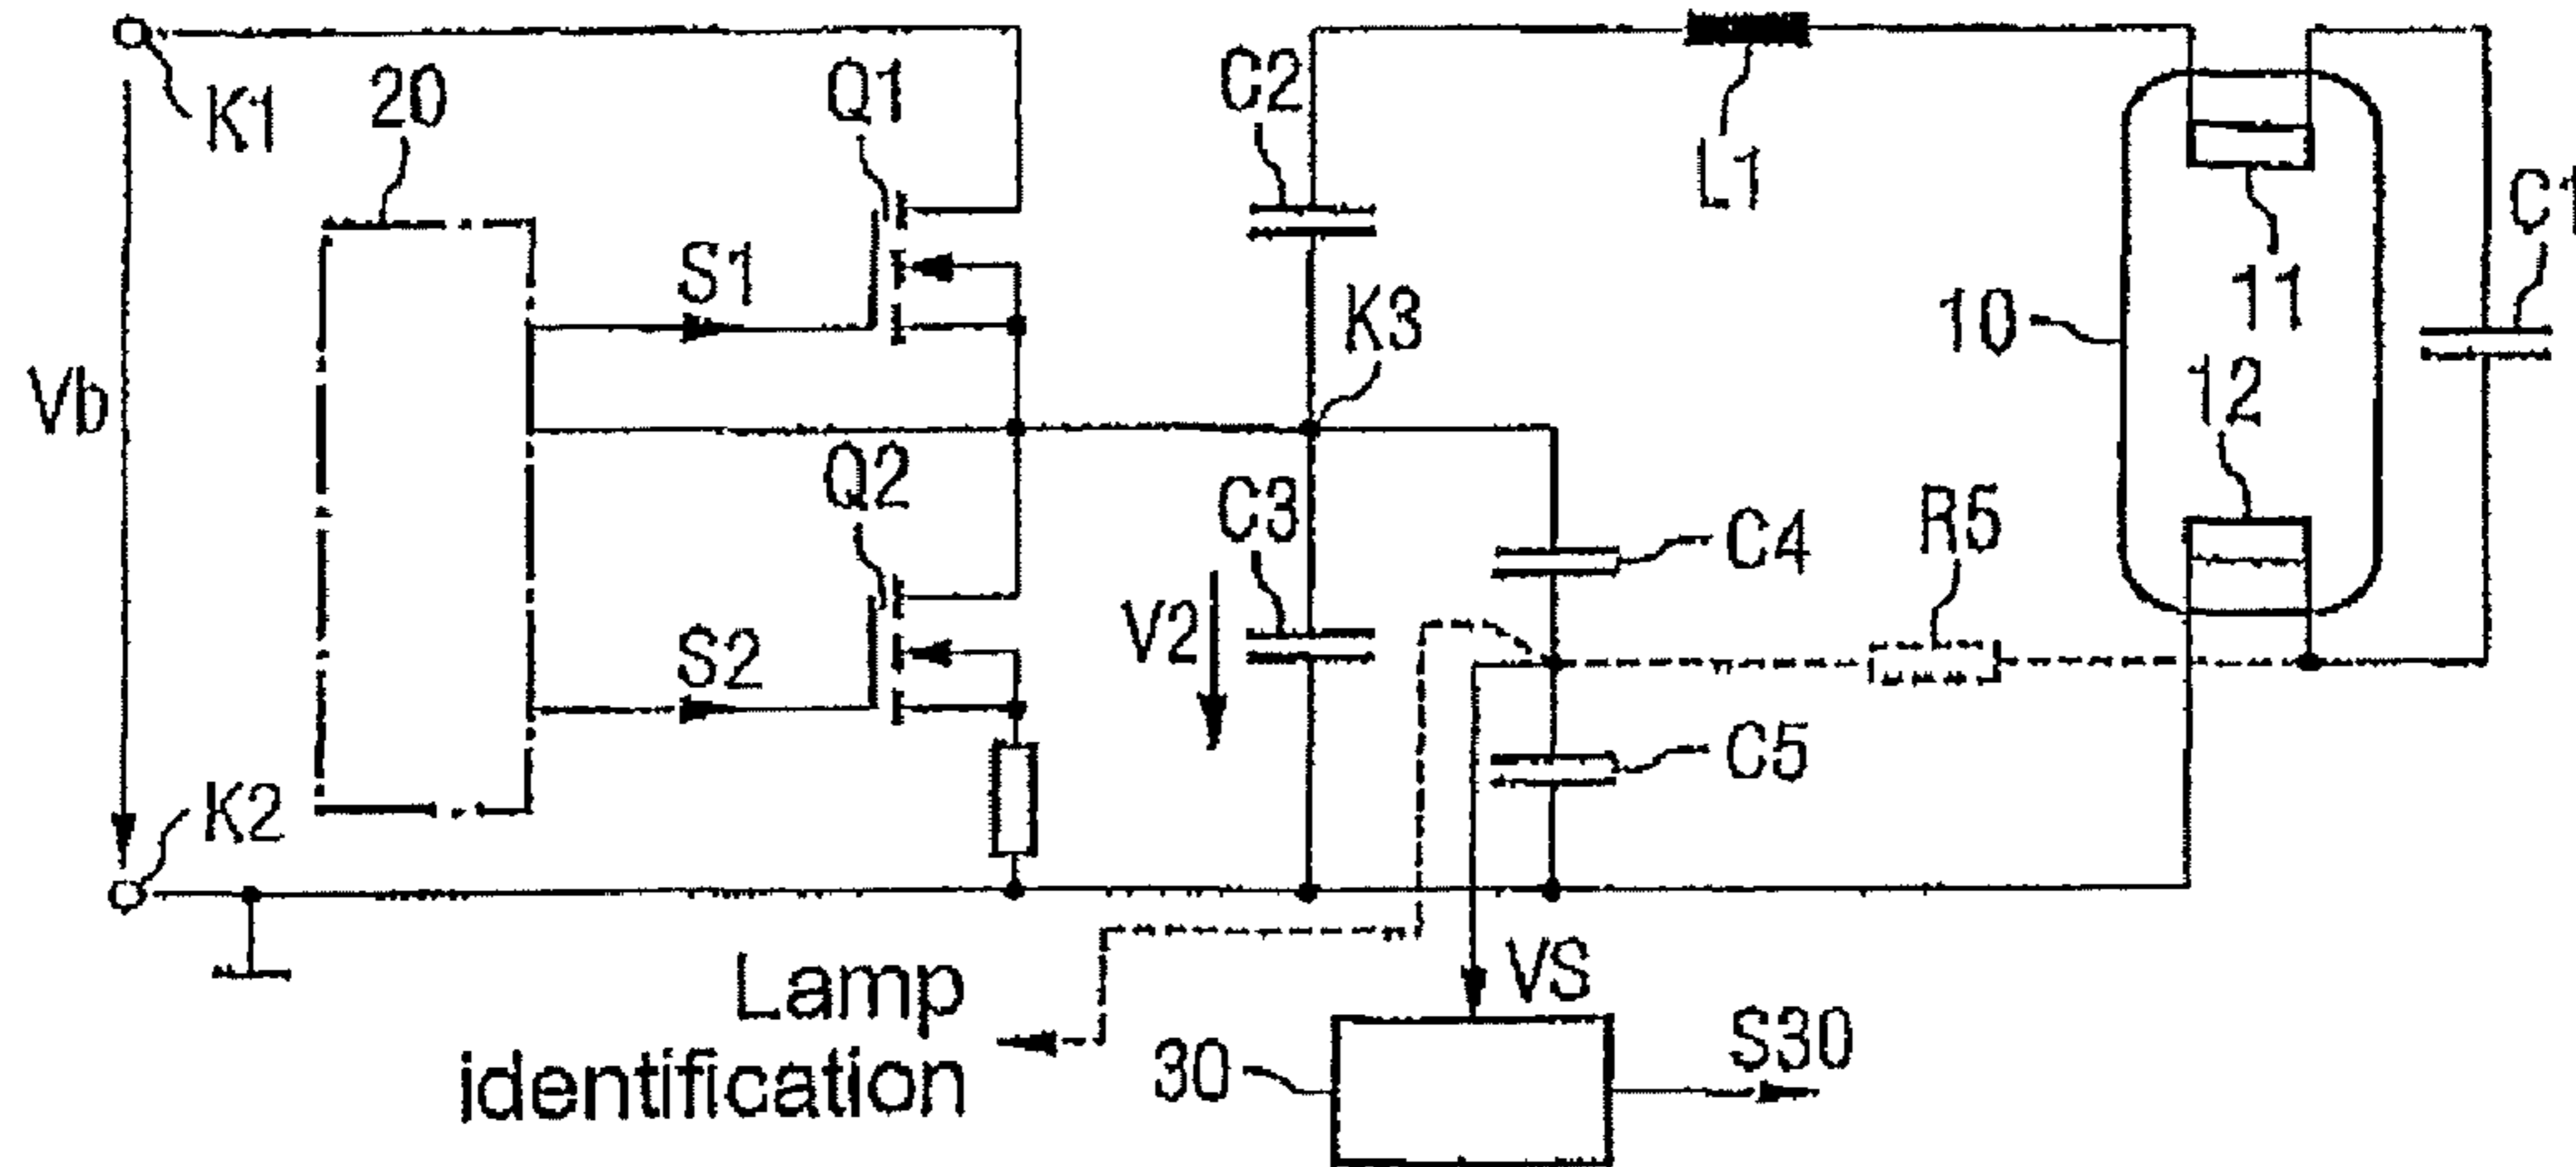 K1
20
Q1
C2
L1
C1
11
S1
10
K3
Vb
12
Q2
C3
R5
C4
V2
S2
C5
K2
VS
Lamp
identification
30
S30